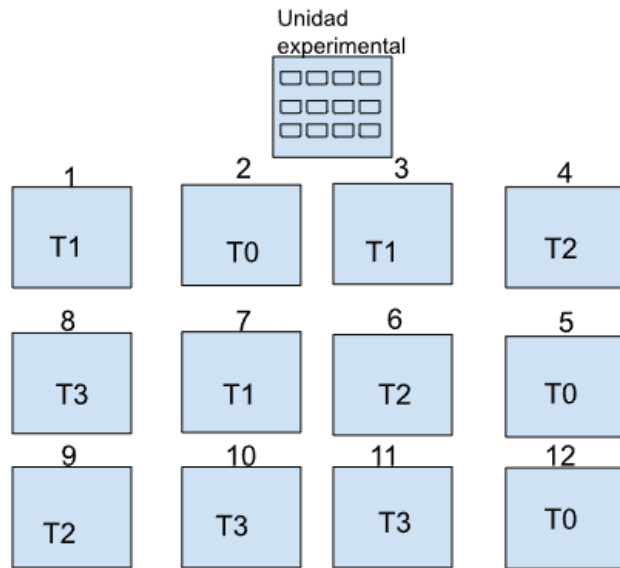 Unidad
experimental
1 2 3 4
T1 T0 T1 T2
8 7 6 5
T3 T1 T2 T0
9 10 11 12
T2 T3 T3 T0